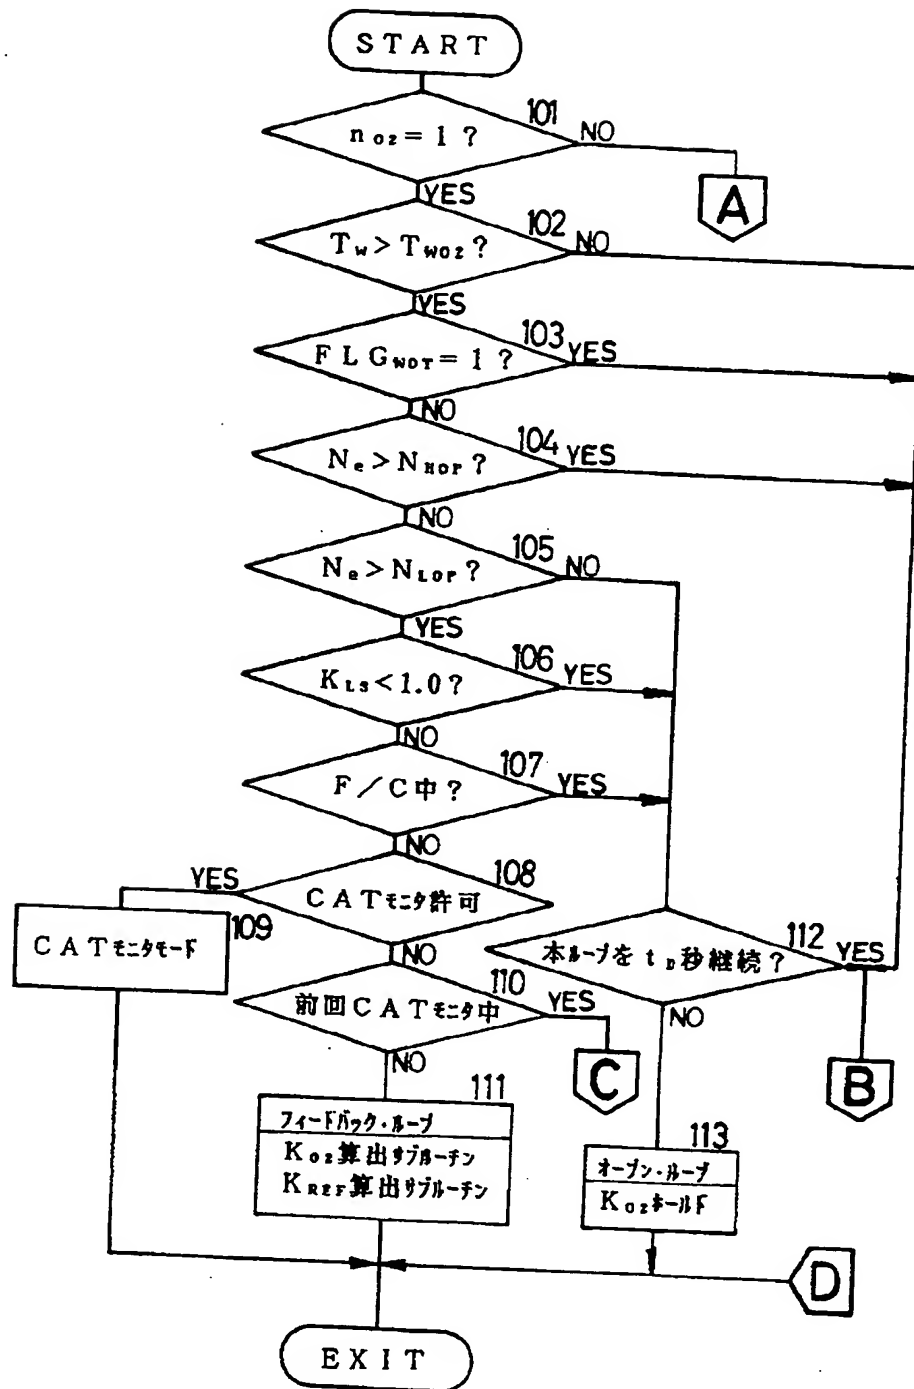 START
101
n₀₂=1？
NO
A
YES
102
Tw>Two₂？
NO
YES
103
FLGwoT=1？
YES
NO
104
Ne>NHOP？
YES
NO
105
Ne>NLOP？
NO
YES
106
KLS<1.0？
YES
NO
107
F／C中？
YES
NO
108
YES
CATモニタ許可
109
CATモニタモード
NO
112
本ループをtD秒継続？
YES
110
前回CATモニタ中
YES
NO
C
B
NO
111
フィードバック・ループ
KO2算出サブルーチン
KREF算出サブルーチン
113
オープン・ループ
KO2ホールド
D
EXIT